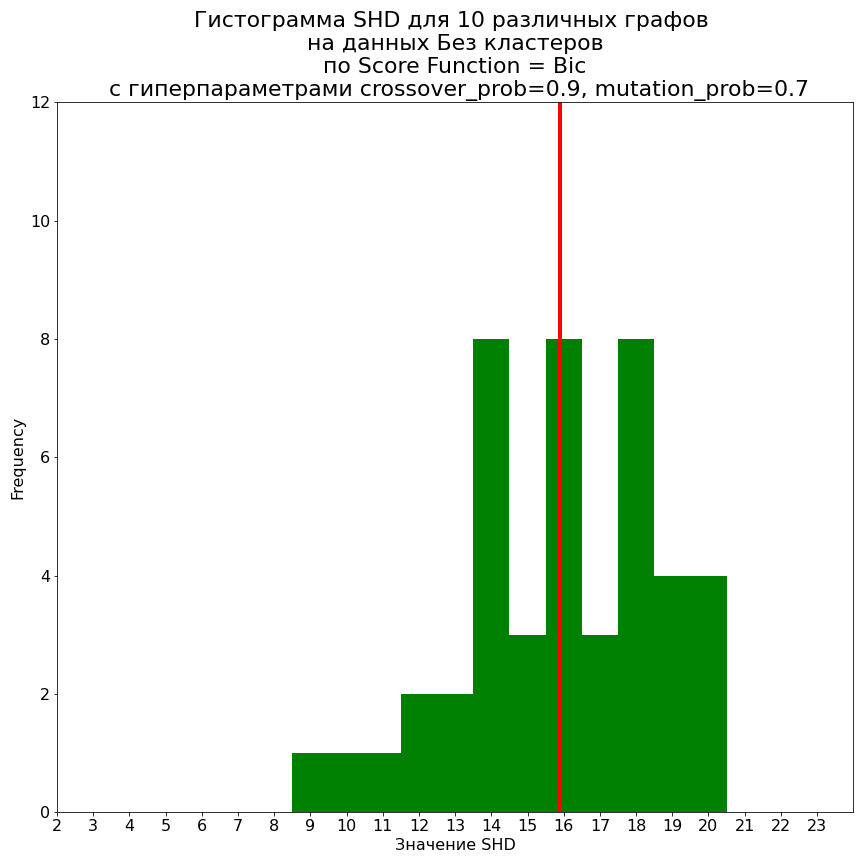 Гистограмма SHD для 10 различных графов
на данных Без кластеров
по Score Function = Bic
с гиперпараметрами crossover_prob=0.9, mutation_prob=0.7
12
10
8
6
4
2
0
Frequency
2 3 4 5 6 7 8 9 10 11 12 13 14 15 16 17 18 19 20 21 22 23
Значение SHD